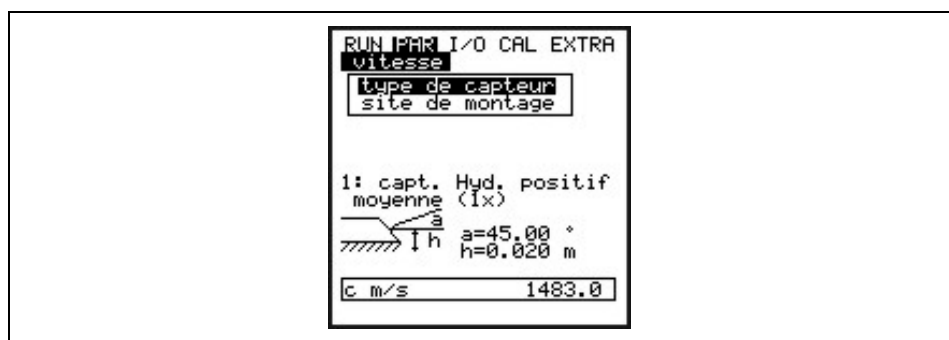 RUN PAR I/O CAL EXTRA
vitesse
type de capteur
site de montage
1: capt. Hyd. positif
moyenne (1x)
a
h
a=45.00 °
h=0.020 m
c m/s 1483.0